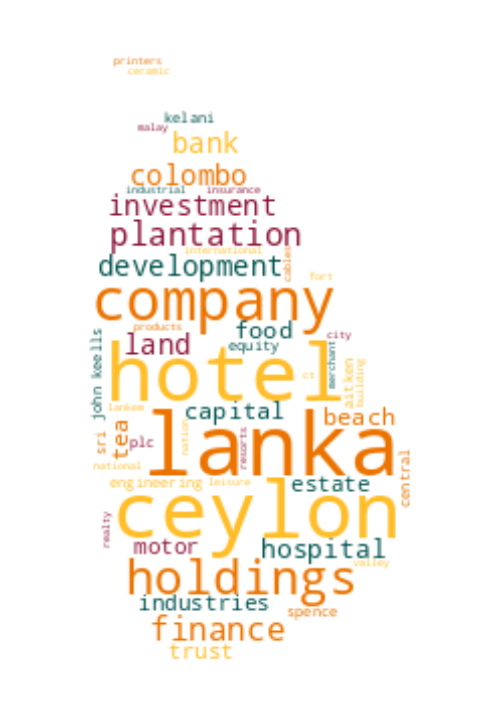 printers
ceramic
kelani
malay
bank
colombo
industrial insurance
investment
plantation
international
development
cables
fort
company
products
food
city
john keells
land
equity
merchant
hotel
aitken
building
ct
lankem
capital
beach
sri
tea
plc
nation
lanka
resorts
national
central
engineering leisure
estate
ceylon
realty
motor
hospital
valley
holdings
industries
spence
finance
trust